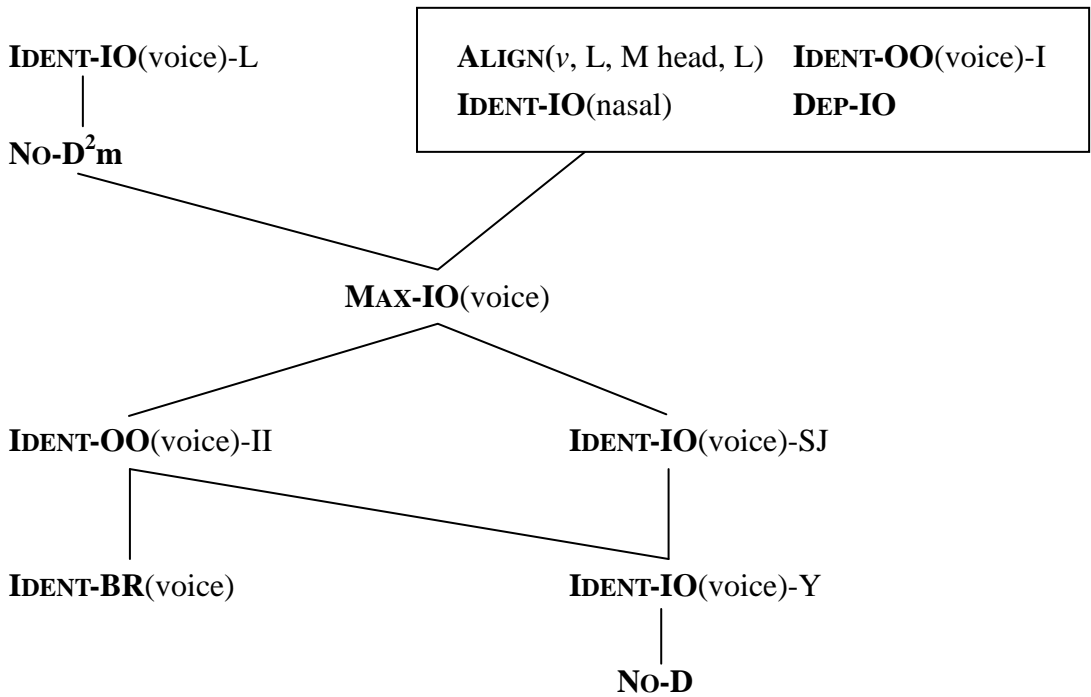 IDENT-IO(voice)-L
ALIGN(v, L, M head, L) IDENT-OO(voice)-I
IDENT-IO(nasal) DEP-IO
NO-D²m
MAX-IO(voice)
IDENT-OO(voice)-II IDENT-IO(voice)-SJ
IDENT-BR(voice) IDENT-IO(voice)-Y
NO-D